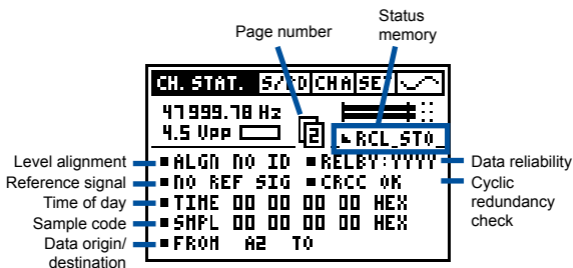 Page number
Status
memory
CH. STAT. S/PD CHA SET
47999.78 Hz
4.5 Vpp 2 RCL_STO
Level alignment ALGN NO ID RELBY:YYYY Data reliability
Reference signal NO REF SIG CRCC OK Cyclic
redundancy
check
Time of day TIME 00 00 00 00 HEX
Sample code SMPL 00 00 00 00 HEX
Data origin/
destination
FROM A2 TO